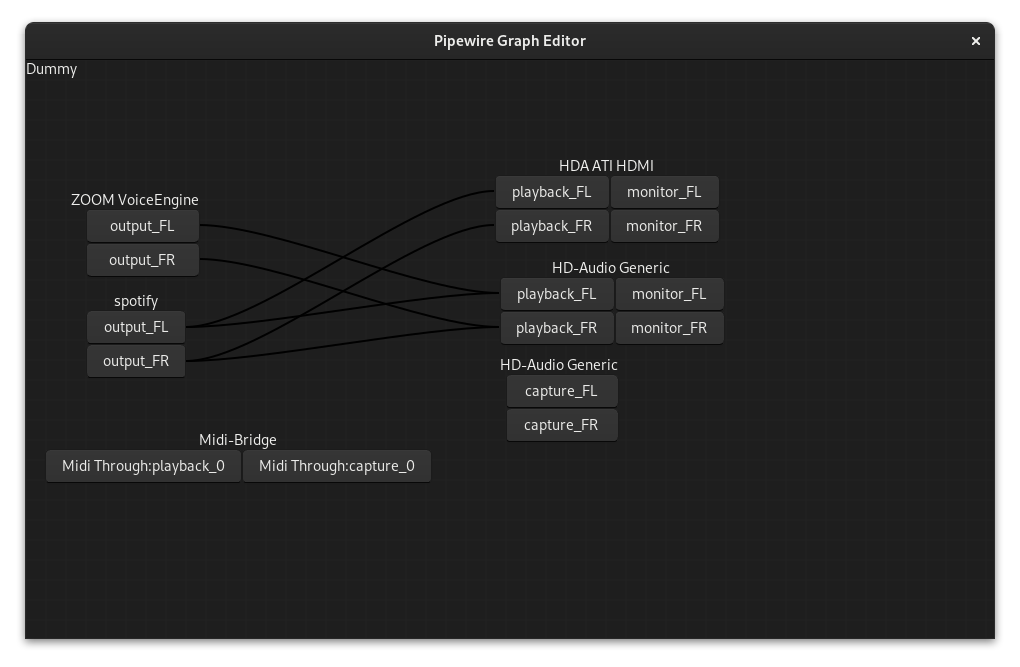 Pipewire Graph Editor
Dummy
ZOOM VoiceEngine
output_FL
output_FR
spotify
output_FL
output_FR
Midi-Bridge
Midi Through:playback_0 Midi Through:capture_0
HDA ATI HDMI
playback_FL monitor_FL
playback_FR monitor_FR
HD-Audio Generic
playback_FL monitor_FL
playback_FR monitor_FR
HD-Audio Generic
capture_FL
capture_FR